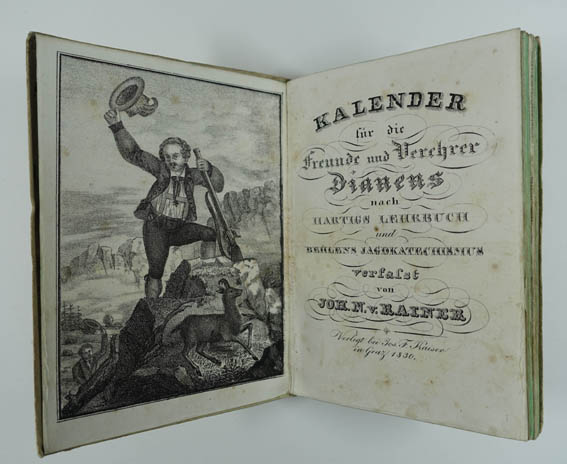 KALENDER
für die
Freunde und Verehrer
Dianens
nach
HARTIGS LEHRBUCH
und
BEHLENS JAGDKATECHISMUS
verfaſst
von
JOH. N. v. RAINER
Verlegt bei Jos. F. Kaiser
in Graz, 1830.